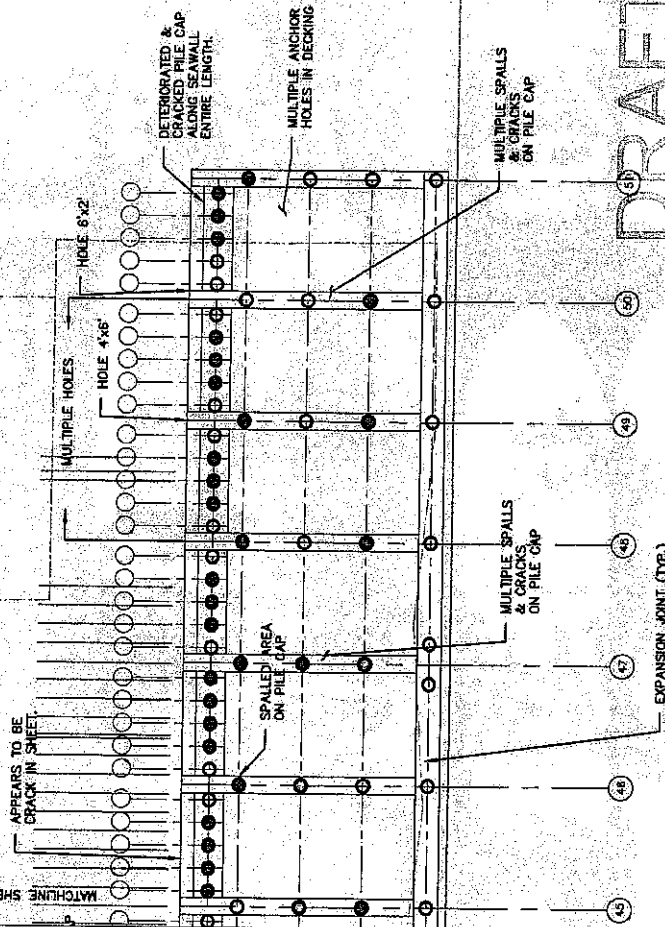 APPEARS TO BE
CRACK IN SHEET.
MULTIPLE HOLES
HOLE 4'x6'
HOLE 6'x2'
DETERIORATED &
CRACKED PILE CAP
ALONG SEAWALL
ENTIRE LENGTH.
MULTIPLE ANCHOR
HOLES IN DECKING
MULTIPLE SPALLS
& CRACKS
ON PILE CAP
SPALLED AREA
ON PILE CAP
MULTIPLE SPALLS
& CRACKS
ON PILE CAP
EXPANSION JOINT (TYP.)
MATCHLINE
45
46
47
48
49
50
51
DRAFT